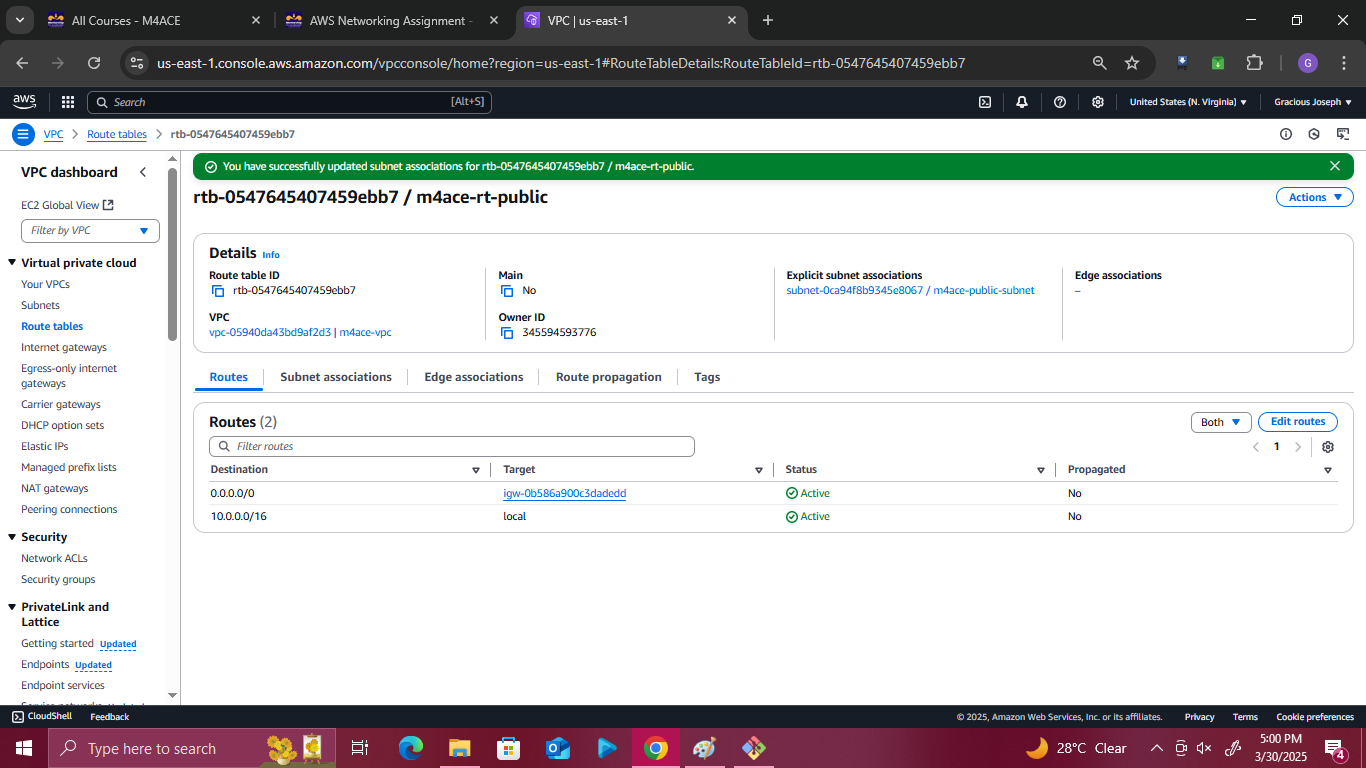 All Courses - M4ACE
AWS Networking Assignment -
VPC | us-east-1
us-east-1.console.aws.amazon.com/vpcconsole/home?region=us-east-1#RouteTableDetails:RouteTableId=rtb-0547645407459ebb7
G
aws
Search
[Alt+S]
United States (N. Virginia)
Gracious Joseph
VPC
Route tables
rtb-0547645407459ebb7
VPC dashboard
EC2 Global View
Filter by VPC
Virtual private cloud
Your VPCs
Subnets
Route tables
Internet gateways
Egress-only internet
gateways
Carrier gateways
DHCP option sets
Elastic IPs
Managed prefix lists
NAT gateways
Peering connections
Security
Network ACLs
Security groups
PrivateLink and
Lattice
Getting started Updated
Endpoints Updated
Endpoint services
You have successfully updated subnet associations for rtb-0547645407459ebb7 / m4ace-rt-public.
rtb-0547645407459ebb7 / m4ace-rt-public
Actions
Details Info
Route table ID
rtb-0547645407459ebb7
Main
No
Explicit subnet associations
subnet-0ca94f8b9345e8067 / m4ace-public-subnet
Edge associations
–
VPC
vpc-05940da43bd9af2d3 | m4ace-vpc
Owner ID
345594593776
Routes
Subnet associations
Edge associations
Route propagation
Tags
Routes (2)
Both
Edit routes
Filter routes
1
Destination Target Status Propagated
0.0.0.0/0 igw-0b586a900c3dadedd Active No
10.0.0.0/16 local Active No
CloudShell
Feedback
© 2025, Amazon Web Services, Inc. or its affiliates.
Privacy
Terms
Cookie preferences
Type here to search
28°C Clear
5:00 PM
3/30/2025
4